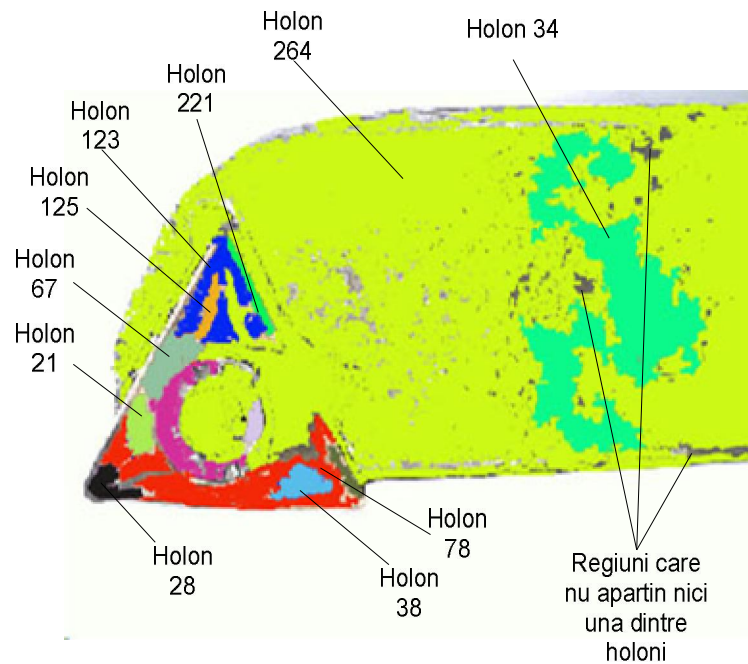 Holon
264
Holon 34
Holon
221
Holon
123
Holon
125
Holon
67
Holon
21
Holon
28
Holon
38
Holon
78
Regiuni care
nu apartin nici
una dintre
holoni